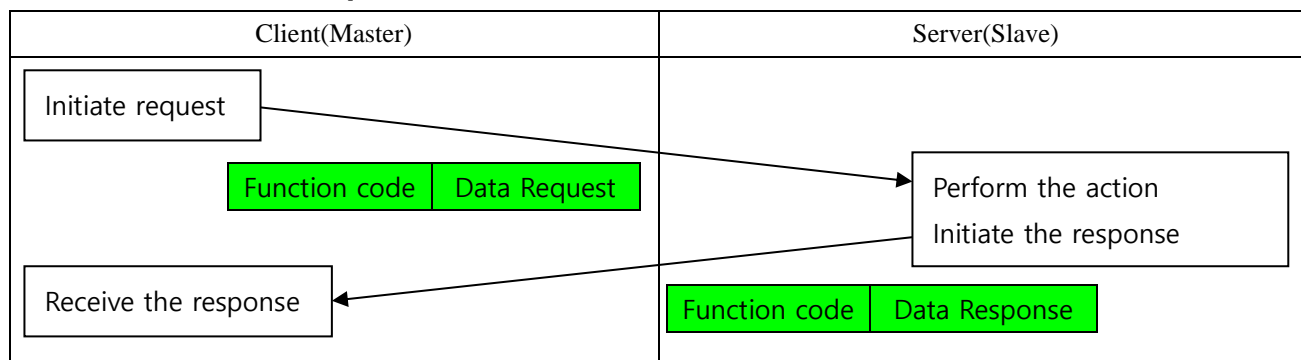 Client(Master)
Server(Slave)
Initiate request
Function code
Data Request
Perform the action
Initiate the response
Receive the response
Function code
Data Response